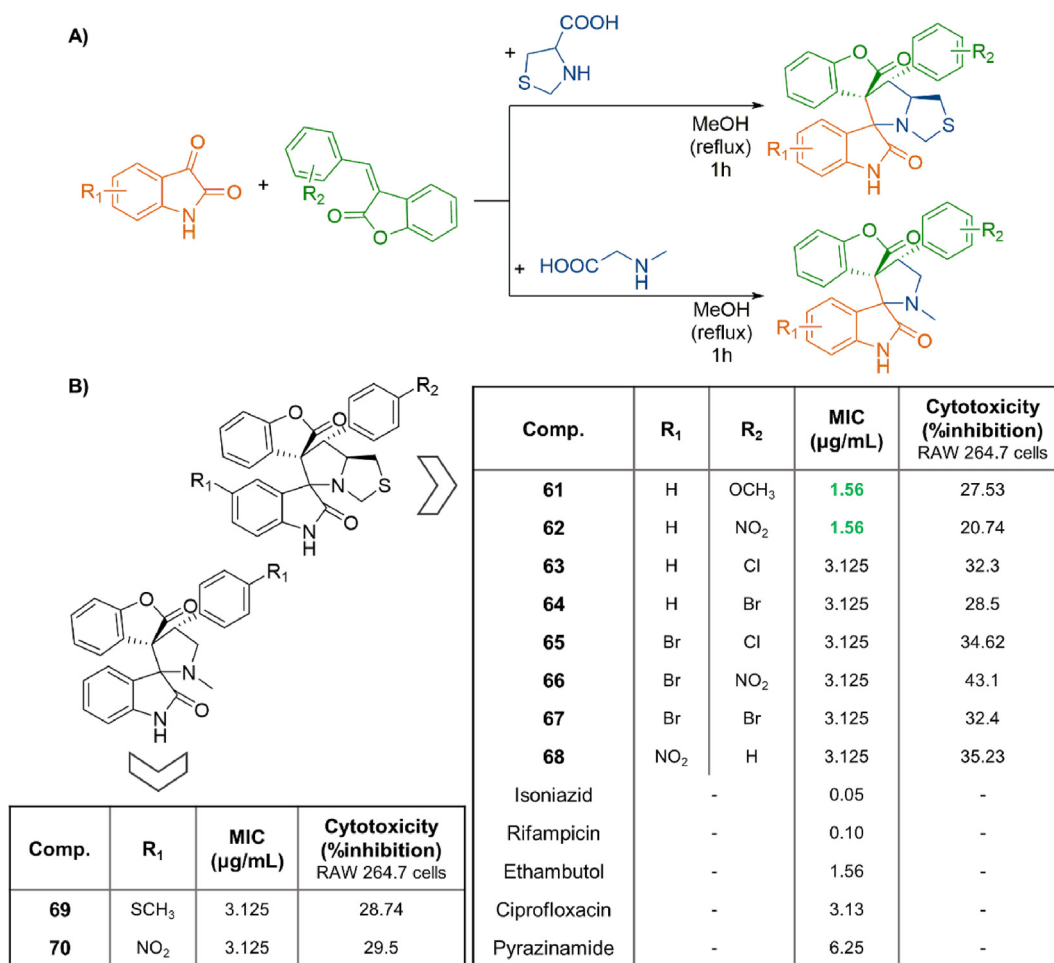 A)
+
COOH
S
NH
MeOH
(reflux)
1h
O
O
R2
N
S
R1
O
N
H
R1
O
O
N
H
+
R2
O
O
+
HOOC
N
H
MeOH
(reflux)
1h
O
O
R2
N
R1
O
N
H
B)
O
O
R2
R1
N
S
O
N
H
O
O
R1
N
O
N
H
Comp. R1 R2 MIC (µg/mL) Cytotoxicity (%inhibition) RAW 264.7 cells
61 H OCH3 1.56 27.53
62 H NO2 1.56 20.74
63 H Cl 3.125 32.3
64 H Br 3.125 28.5
65 Br Cl 3.125 34.62
66 Br NO2 3.125 43.1
67 Br Br 3.125 32.4
68 NO2 H 3.125 35.23
Isoniazid - 0.05 -
Rifampicin - 0.10 -
Ethambutol - 1.56 -
Ciprofloxacin - 3.13 -
Pyrazinamide - 6.25 -
Comp. R1 MIC (µg/mL) Cytotoxicity (%inhibition) RAW 264.7 cells
69 SCH3 3.125 28.74
70 NO2 3.125 29.5